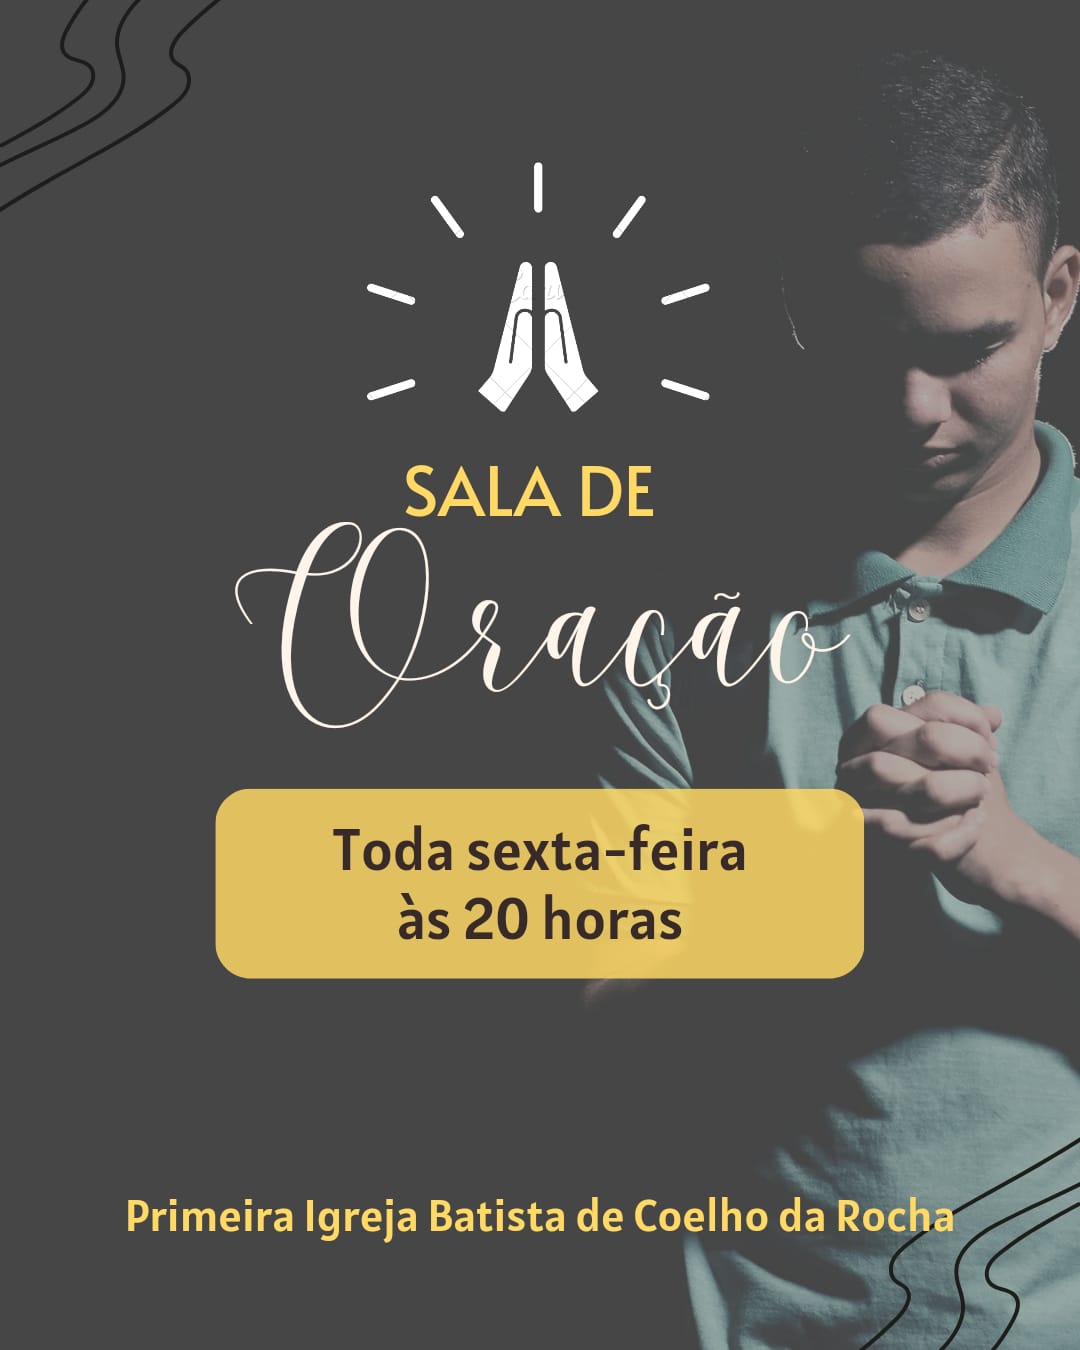 SALA DE
Oração
Toda sexta-feira
às 20 horas
Primeira Igreja Batista de Coelho da Rocha